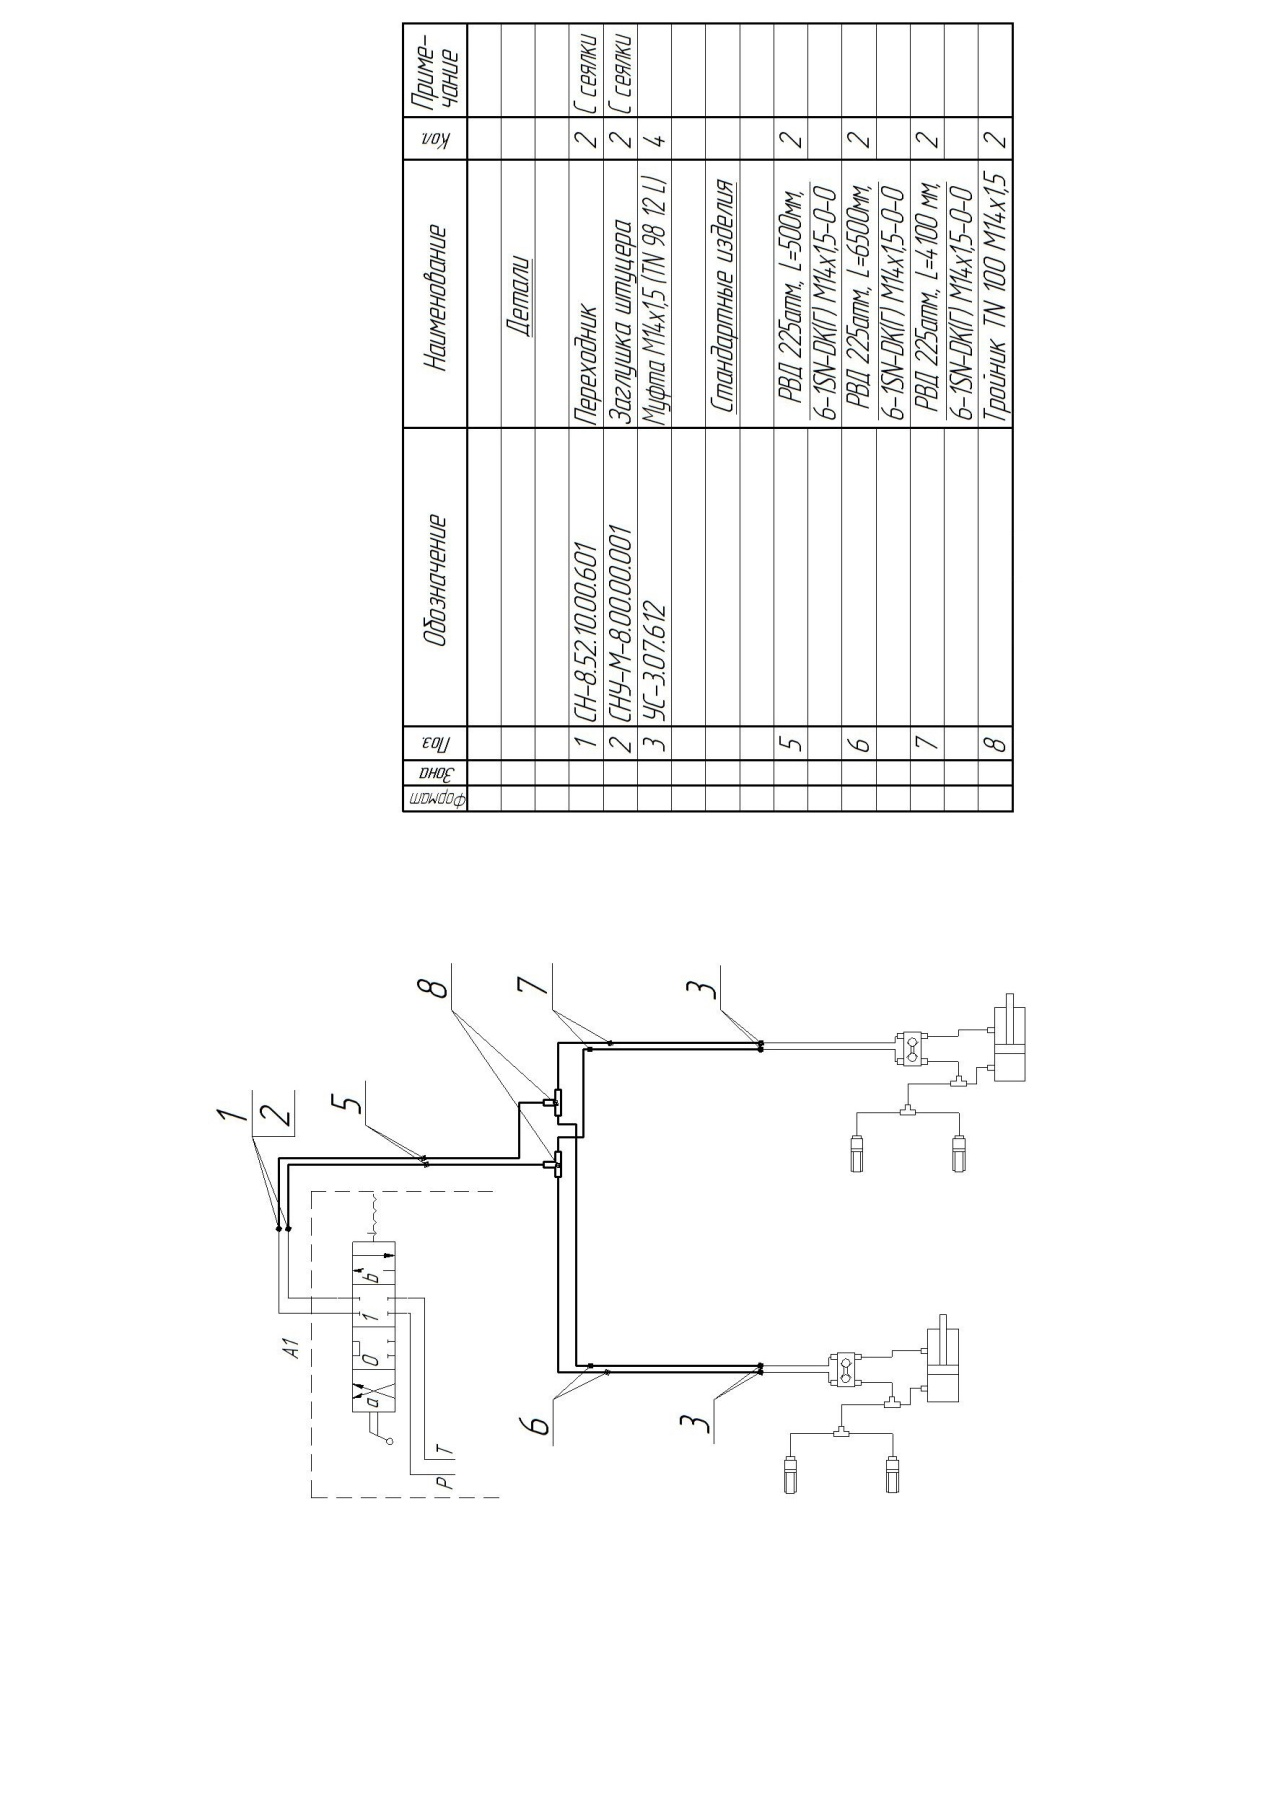 Формат Зона Поз. Обозначение Наименование Кол. Приме-
чание
Детали
1 СН-8.52.10.00.601 Переходник 2 С сеялки
2 СНУ-М-8.00.00.001 Заглушка штуцера 2 С сеялки
3 УС-3.07.612 Муфта М14х1,5 (TN 98 12 L) 4
Стандартные изделия
5 РВД 225атм., L=500мм, 2
6-1SN-DK(Г) М14х1,5-0-0
6 РВД 225атм., L=6500мм, 2
6-1SN-DK(Г) М14х1,5-0-0
7 РВД 225атм., L=4100 мм, 2
6-1SN-DK(Г) М14х1,5-0-0
8 Тройник TN 100 М14х1,5 2
1
2
A1
5
a 0 1 b
P T
8
6
7
3
3